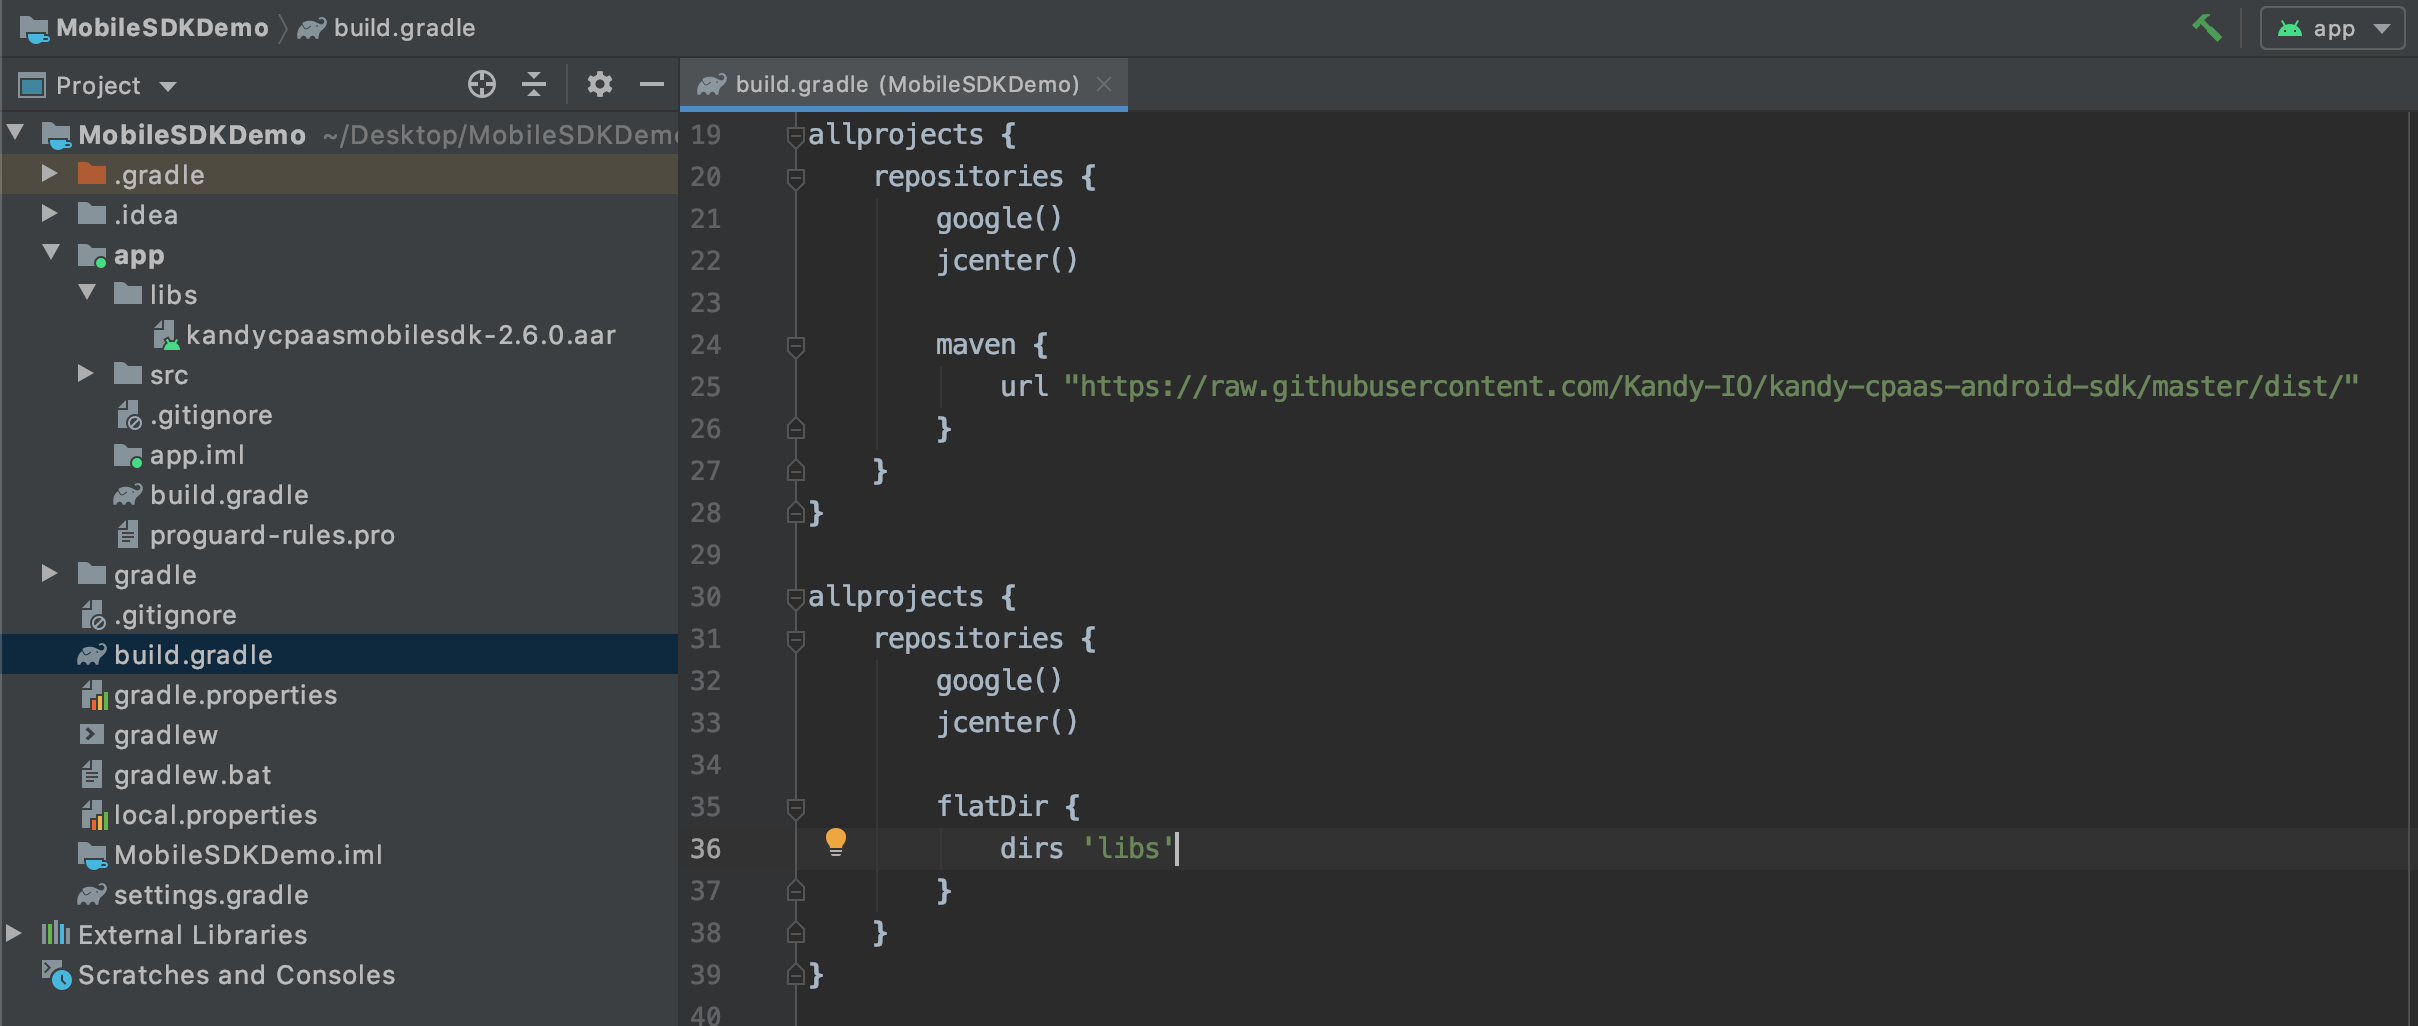 MobileSDKDemo build.gradle
app
Project
build.gradle (MobileSDKDemo)
MobileSDKDemo ~/Desktop/MobileSDKDem
.gradle
.idea
app
libs
kandycpaasmobilesdk-2.6.0.aar
src
.gitignore
app.iml
build.gradle
proguard-rules.pro
gradle
.gitignore
build.gradle
gradle.properties
gradlew
gradlew.bat
local.properties
MobileSDKDemo.iml
settings.gradle
External Libraries
Scratches and Consoles
19 allprojects {
20 repositories {
21 google()
22 jcenter()
23
24 maven {
25 url "https://raw.githubusercontent.com/Kandy-IO/kandy-cpaas-android-sdk/master/dist/"
26 }
27 }
28 }
29
30 allprojects {
31 repositories {
32 google()
33 jcenter()
34
35 flatDir {
36 dirs 'libs'
37 }
38 }
39 }
40